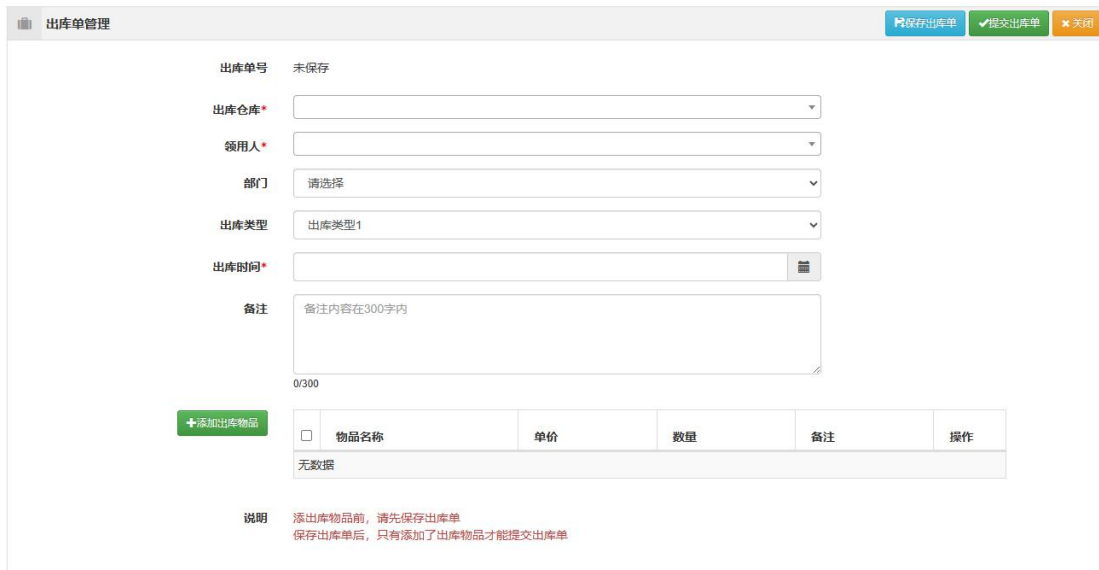 出库单管理
保存出库单 提交出库单 关闭
出库单号 未保存
出库仓库*
领用人*
部门 请选择
出库类型 出库类型1
出库时间*
备注 备注内容在300字内
0/300
添加出库物品
物品名称 单价 数量 备注 操作
无数据
说明 添出库物品前，请先保存出库单
保存出库单后，只有添加了出库物品才能提交出库单